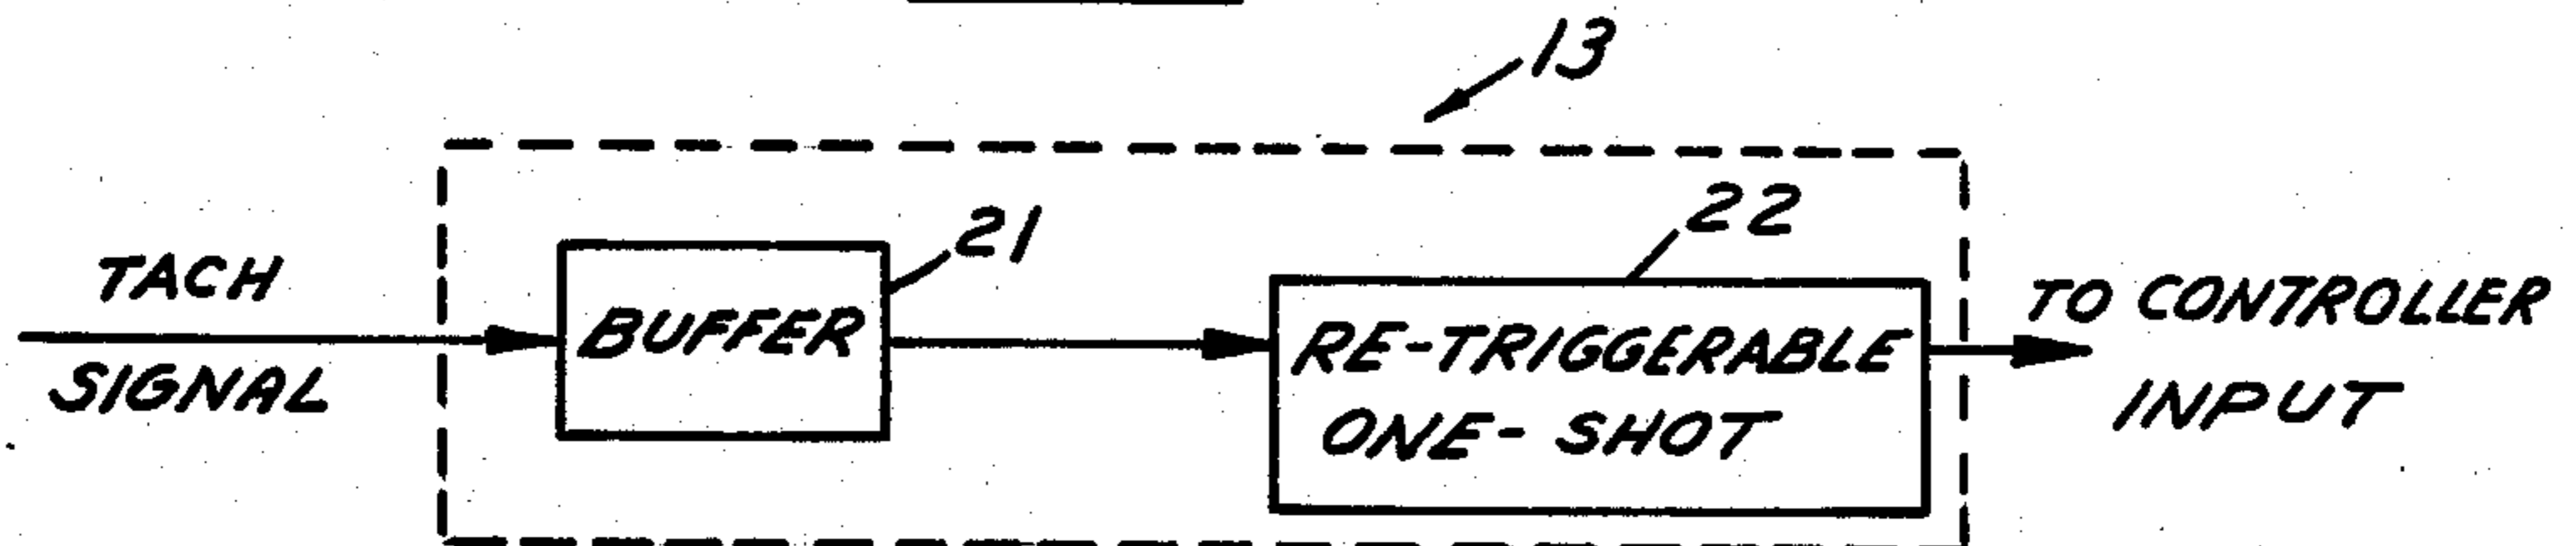 13
21
22
TACH
SIGNAL
BUFFER
RE-TRIGGERABLE
ONE-SHOT
TO CONTROLLER
INPUT